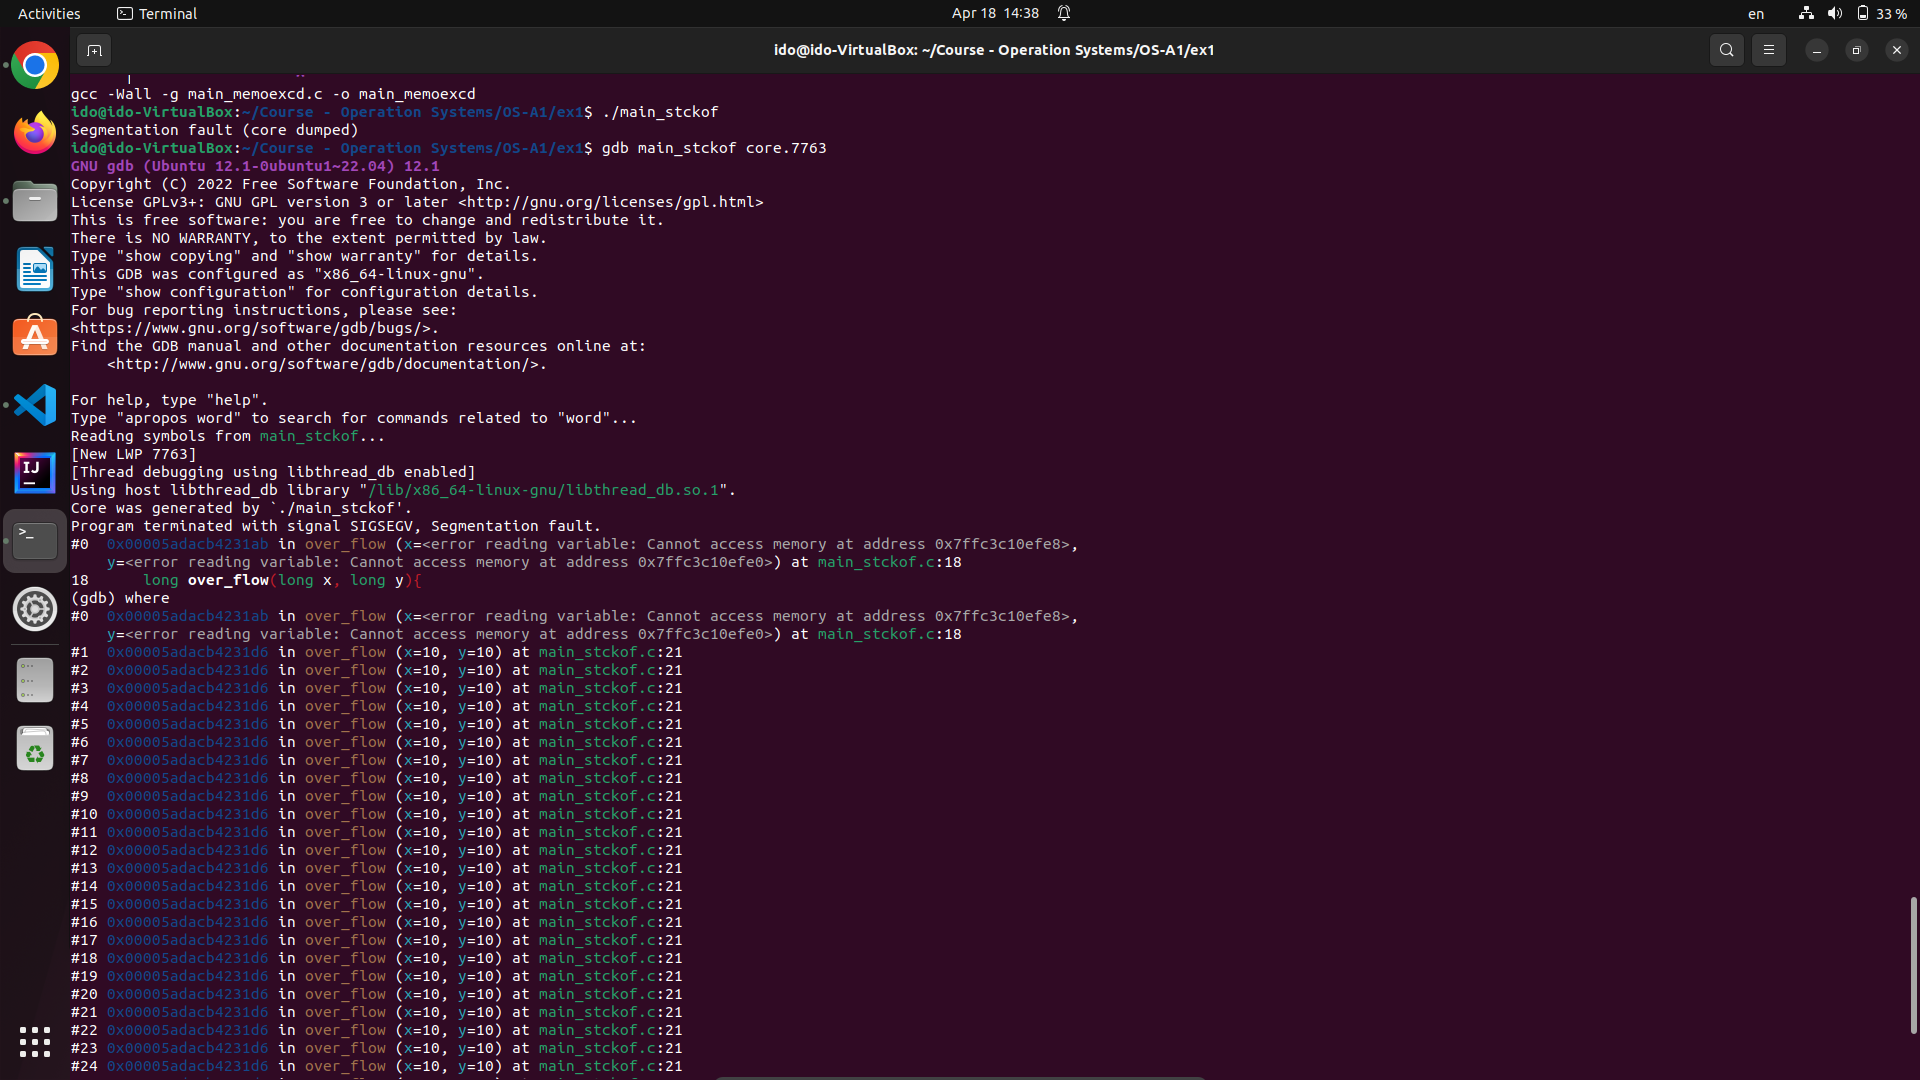 Activities
Terminal
Apr 18 14:38
en
33 %
ido@ido-VirtualBox: ~/Course - Operation Systems/OS-A1/ex1
gcc -Wall -g main_memoexcd.c -o main_memoexcd
ido@ido-VirtualBox:~/Course - Operation Systems/OS-A1/ex1$ ./main_stckof
Segmentation fault (core dumped)
ido@ido-VirtualBox:~/Course - Operation Systems/OS-A1/ex1$ gdb main_stckof core.7763
GNU gdb (Ubuntu 12.1-0ubuntu1~22.04) 12.1
Copyright (C) 2022 Free Software Foundation, Inc.
License GPLv3+: GNU GPL version 3 or later <http://gnu.org/licenses/gpl.html>
This is free software: you are free to change and redistribute it.
There is NO WARRANTY, to the extent permitted by law.
Type "show copying" and "show warranty" for details.
This GDB was configured as "x86_64-linux-gnu".
Type "show configuration" for configuration details.
For bug reporting instructions, please see:
<https://www.gnu.org/software/gdb/bugs/>.
Find the GDB manual and other documentation resources online at:
    <http://www.gnu.org/software/gdb/documentation/>.
For help, type "help".
Type "apropos word" to search for commands related to "word"...
Reading symbols from main_stckof...
[New LWP 7763]
[Thread debugging using libthread_db enabled]
Using host libthread_db library "/lib/x86_64-linux-gnu/libthread_db.so.1".
Core was generated by `./main_stckof'.
Program terminated with signal SIGSEGV, Segmentation fault.
#0  0x00005adacb4231ab in over_flow (x=<error reading variable: Cannot access memory at address 0x7ffc3c10efe8>,
    y=<error reading variable: Cannot access memory at address 0x7ffc3c10efe0>) at main_stckof.c:18
18      long over_flow(long x, long y){
(gdb) where
#0  0x00005adacb4231ab in over_flow (x=<error reading variable: Cannot access memory at address 0x7ffc3c10efe8>,
    y=<error reading variable: Cannot access memory at address 0x7ffc3c10efe0>) at main_stckof.c:18
#1  0x00005adacb4231d6 in over_flow (x=10, y=10) at main_stckof.c:21
#2  0x00005adacb4231d6 in over_flow (x=10, y=10) at main_stckof.c:21
#3  0x00005adacb4231d6 in over_flow (x=10, y=10) at main_stckof.c:21
#4  0x00005adacb4231d6 in over_flow (x=10, y=10) at main_stckof.c:21
#5  0x00005adacb4231d6 in over_flow (x=10, y=10) at main_stckof.c:21
#6  0x00005adacb4231d6 in over_flow (x=10, y=10) at main_stckof.c:21
#7  0x00005adacb4231d6 in over_flow (x=10, y=10) at main_stckof.c:21
#8  0x00005adacb4231d6 in over_flow (x=10, y=10) at main_stckof.c:21
#9  0x00005adacb4231d6 in over_flow (x=10, y=10) at main_stckof.c:21
#10 0x00005adacb4231d6 in over_flow (x=10, y=10) at main_stckof.c:21
#11 0x00005adacb4231d6 in over_flow (x=10, y=10) at main_stckof.c:21
#12 0x00005adacb4231d6 in over_flow (x=10, y=10) at main_stckof.c:21
#13 0x00005adacb4231d6 in over_flow (x=10, y=10) at main_stckof.c:21
#14 0x00005adacb4231d6 in over_flow (x=10, y=10) at main_stckof.c:21
#15 0x00005adacb4231d6 in over_flow (x=10, y=10) at main_stckof.c:21
#16 0x00005adacb4231d6 in over_flow (x=10, y=10) at main_stckof.c:21
#17 0x00005adacb4231d6 in over_flow (x=10, y=10) at main_stckof.c:21
#18 0x00005adacb4231d6 in over_flow (x=10, y=10) at main_stckof.c:21
#19 0x00005adacb4231d6 in over_flow (x=10, y=10) at main_stckof.c:21
#20 0x00005adacb4231d6 in over_flow (x=10, y=10) at main_stckof.c:21
#21 0x00005adacb4231d6 in over_flow (x=10, y=10) at main_stckof.c:21
#22 0x00005adacb4231d6 in over_flow (x=10, y=10) at main_stckof.c:21
#23 0x00005adacb4231d6 in over_flow (x=10, y=10) at main_stckof.c:21
#24 0x00005adacb4231d6 in over_flow (x=10, y=10) at main_stckof.c:21